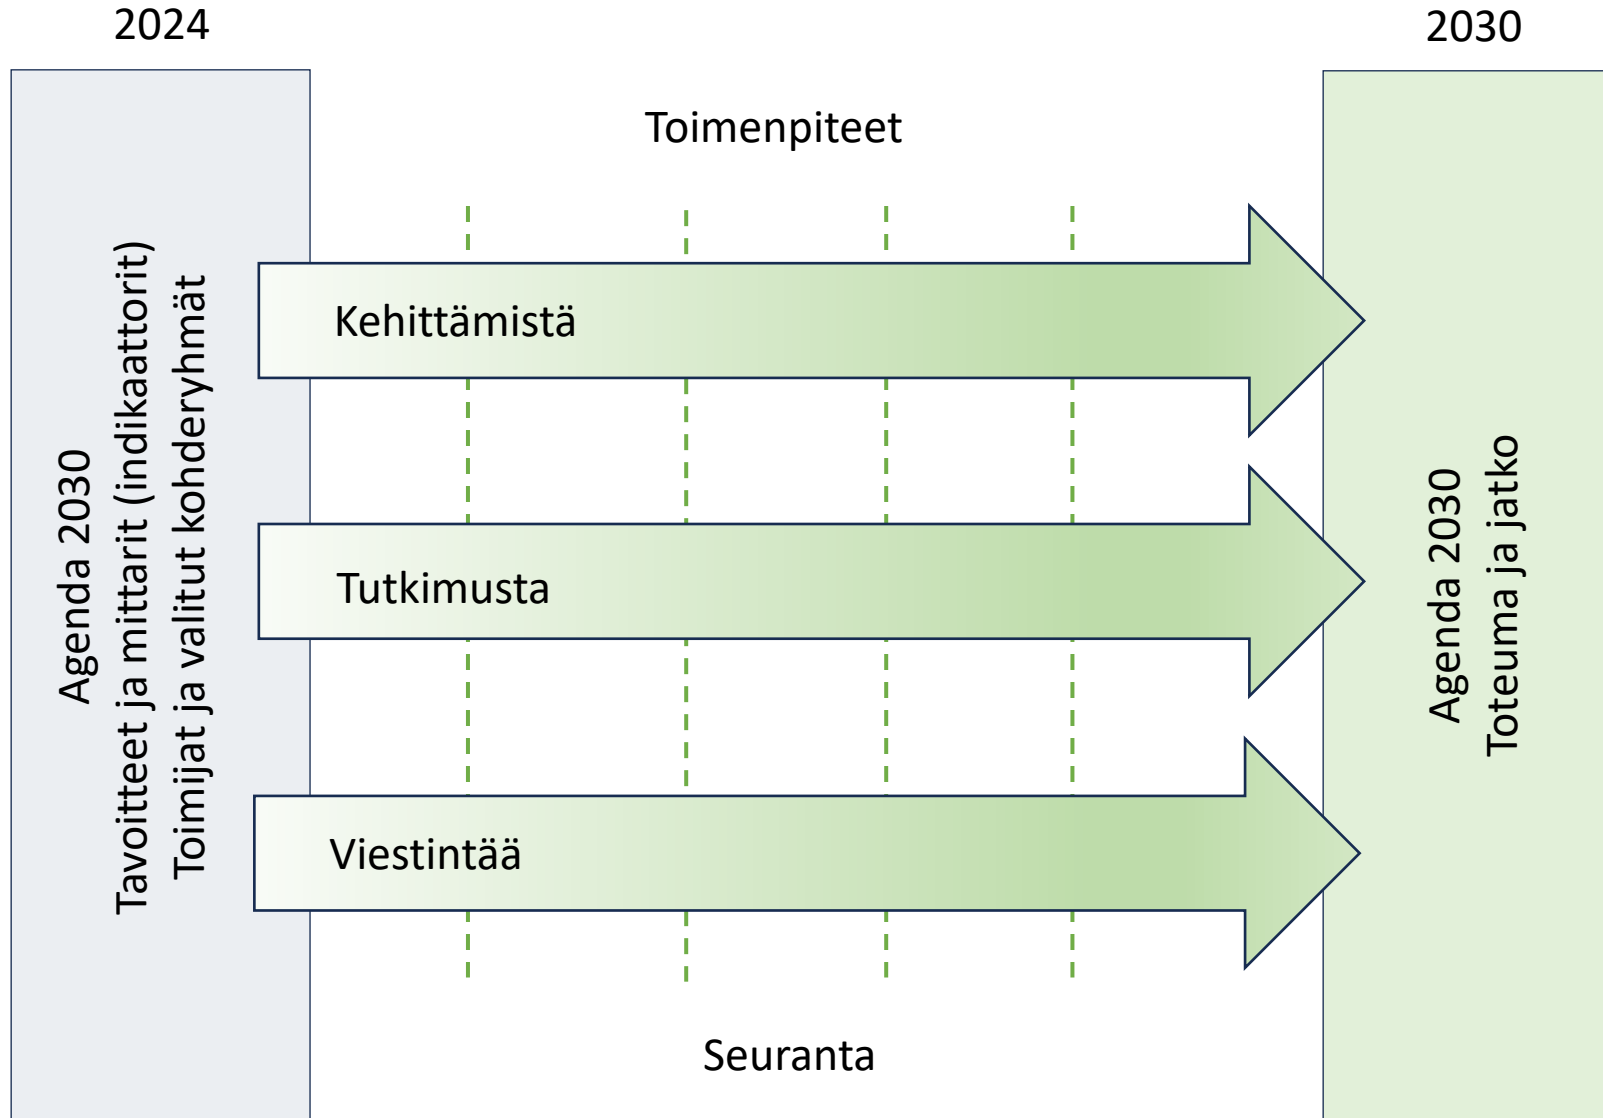 2024
2030
Toimenpiteet
Agenda 2030
Tavoitteet ja mittarit (indikaattorit)
Toimijat ja valitut kohderyhmät
Kehittämistä
Tutkimusta
Viestintää
Agenda 2030
Toteuma ja jatko
Seuranta